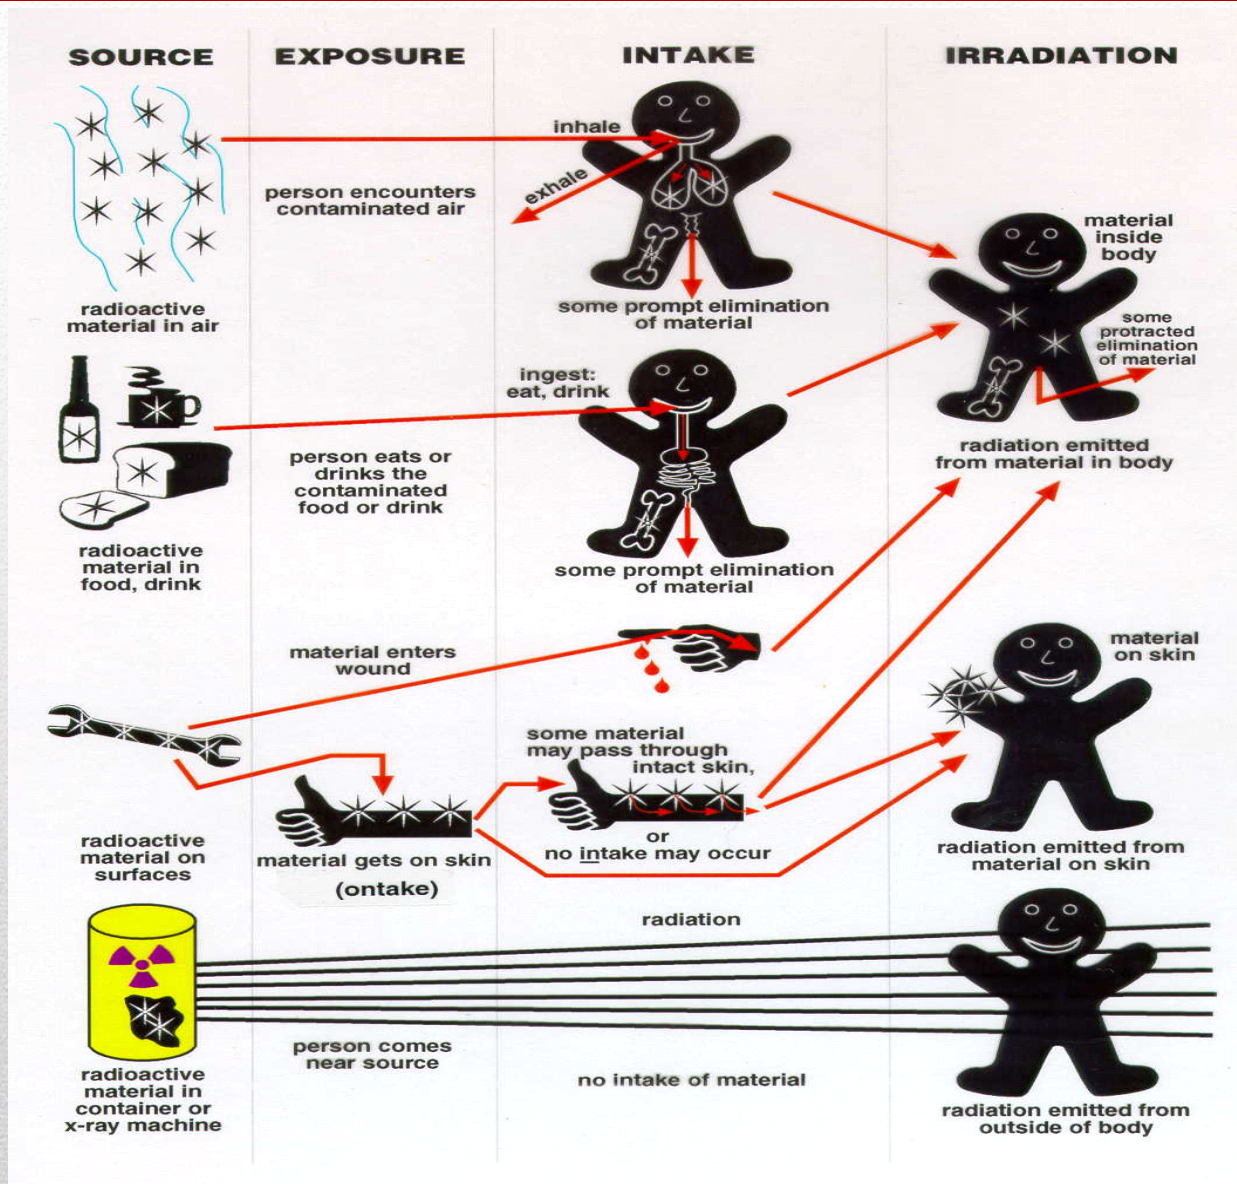 SOURCE
EXPOSURE
INTAKE
IRRADIATION
inhale
exhale
person encounters
contaminated air
radioactive
material in air
some prompt elimination
of material
material
inside
body
some
protracted
elimination
of material
radiation emitted
from material in body
ingest:
eat, drink
person eats or
drinks the
contaminated
food or drink
radioactive
material in
food, drink
some prompt elimination
of material
material enters
wound
material
on skin
some material
may pass through
intact skin,
or
no intake may occur
radioactive
material on
surfaces
material gets on skin
(ontake)
radiation emitted from
material on skin
radiation
person comes
near source
no intake of material
radioactive
material in
container or
x-ray machine
radiation emitted from
outside of body